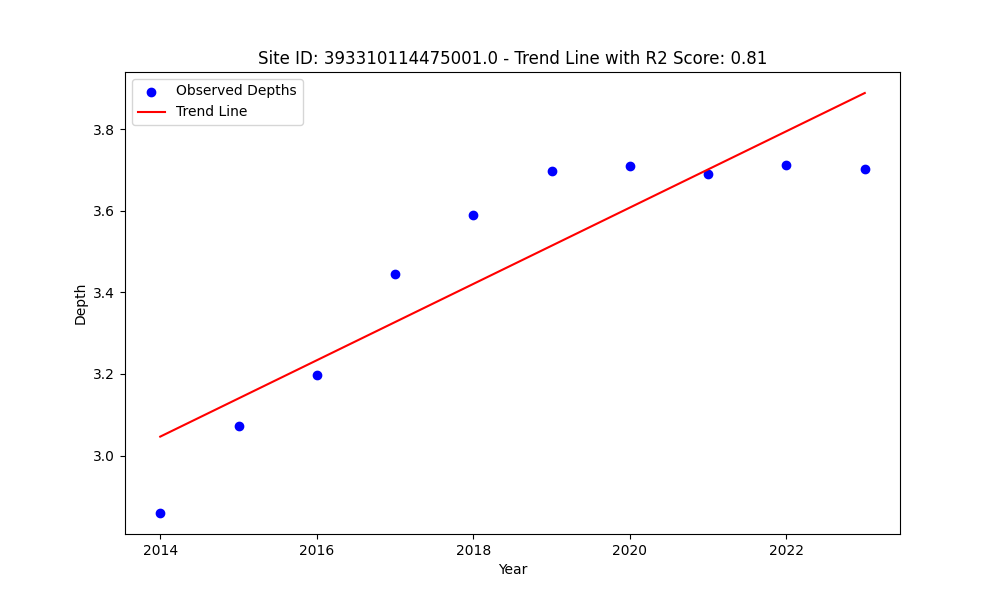 Site ID: 393310114475001.0 - Trend Line with R2 Score: 0.81
Observed Depths
Trend Line
3.8
3.6
3.4
3.2
3.0
Depth
2014
2016
2018
2020
2022
Year